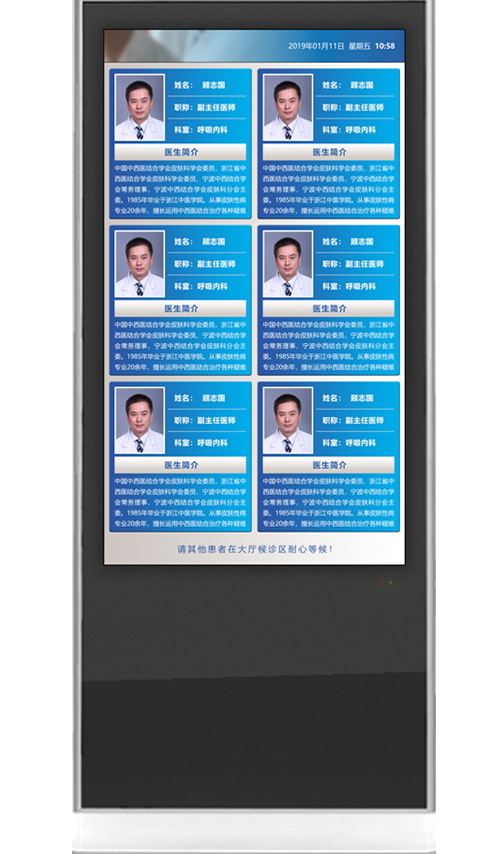 2019年01月11日 星期五 10:58
姓名： 顾志国
职称：副主任医师
科室：呼吸内科
医生简介
中国中西医结合学会皮肤科学会委员，浙江省中
西医结合学会皮肤科学会委员，宁波中西结合学
会常务理事，宁波中西结合学会皮肤科分会主
委。1985年毕业于浙江中医学院。从事皮肤性病
专业20余年，擅长运用中西医结合治疗各种疑难
姓名： 顾志国
职称：副主任医师
科室：呼吸内科
医生简介
中国中西医结合学会皮肤科学会委员，浙江省中
西医结合学会皮肤科学会委员，宁波中西结合学
会常务理事，宁波中西结合学会皮肤科分会主
委。1985年毕业于浙江中医学院。从事皮肤性病
专业20余年，擅长运用中西医结合治疗各种疑难
姓名： 顾志国
职称：副主任医师
科室：呼吸内科
医生简介
中国中西医结合学会皮肤科学会委员，浙江省中
西医结合学会皮肤科学会委员，宁波中西结合学
会常务理事，宁波中西结合学会皮肤科分会主
委。1985年毕业于浙江中医学院。从事皮肤性病
专业20余年，擅长运用中西医结合治疗各种疑难
姓名： 顾志国
职称：副主任医师
科室：呼吸内科
医生简介
中国中西医结合学会皮肤科学会委员，浙江省中
西医结合学会皮肤科学会委员，宁波中西结合学
会常务理事，宁波中西结合学会皮肤科分会主
委。1985年毕业于浙江中医学院。从事皮肤性病
专业20余年，擅长运用中西医结合治疗各种疑难
姓名： 顾志国
职称：副主任医师
科室：呼吸内科
医生简介
中国中西医结合学会皮肤科学会委员，浙江省中
西医结合学会皮肤科学会委员，宁波中西结合学
会常务理事，宁波中西结合学会皮肤科分会主
委。1985年毕业于浙江中医学院。从事皮肤性病
专业20余年，擅长运用中西医结合治疗各种疑难
姓名： 顾志国
职称：副主任医师
科室：呼吸内科
医生简介
中国中西医结合学会皮肤科学会委员，浙江省中
西医结合学会皮肤科学会委员，宁波中西结合学
会常务理事，宁波中西结合学会皮肤科分会主
委。1985年毕业于浙江中医学院。从事皮肤性病
专业20余年，擅长运用中西医结合治疗各种疑难
请其他患者在大厅候诊区耐心等候！